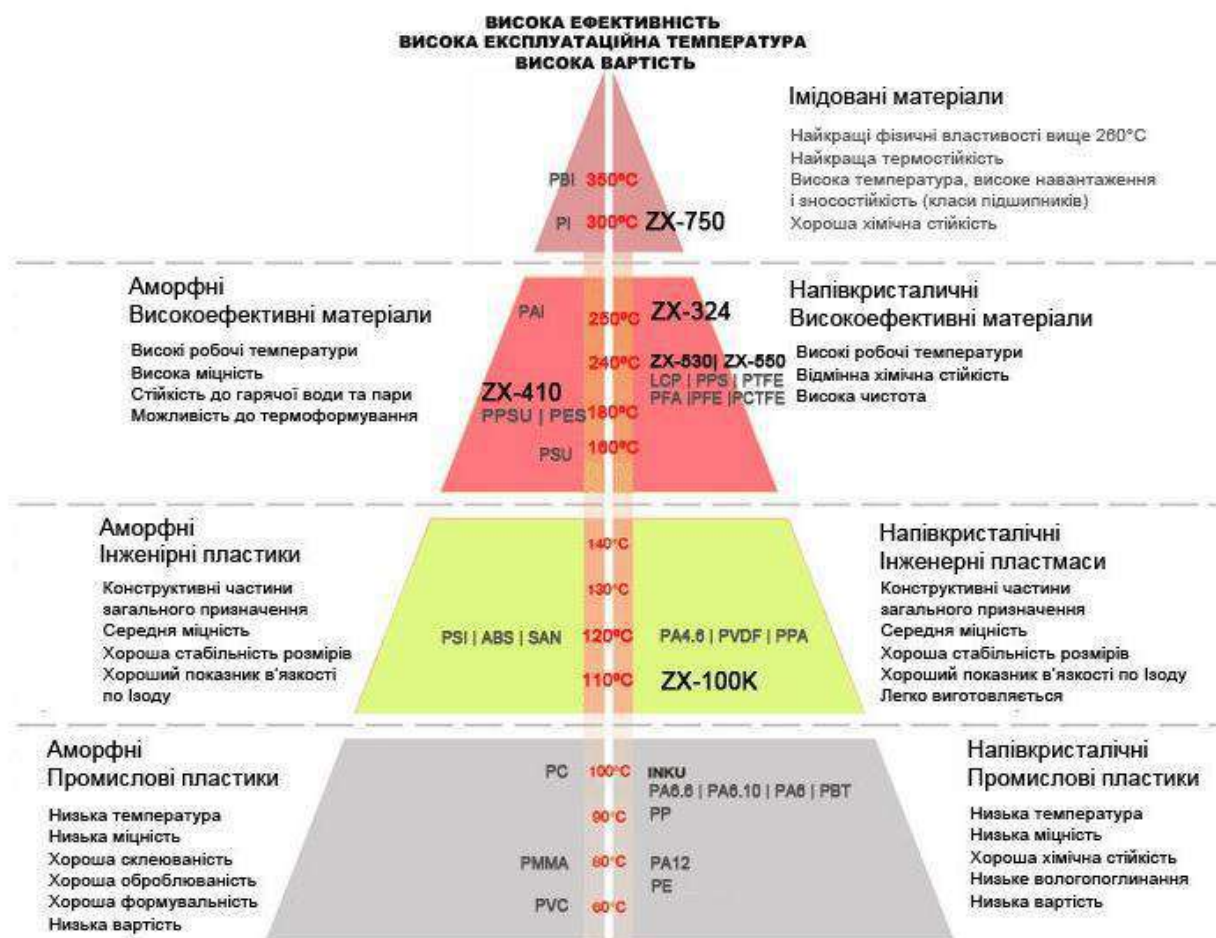 ВИСОКА ЕФЕКТИВНІСТЬ
ВИСОКА ЕКСПЛУАТАЦІЙНА ТЕМПЕРАТУРА
ВИСОКА ВАРТІСТЬ
Імідовані матеріали
Найкращі фізичні властивості вище 260°C
Найкраща термостійкість
Висока температура, високе навантаження
і зносостійкість (класи підшипників)
Хороша хімічна стійкість
PBI 350°C
PI 300°C ZX-750
Аморфні
Високоефективні матеріали
Високі робочі температури
Висока міцність
Стійкість до гарячої води та пари
Можливість до термоформування
PAI 250°C ZX-324
240°C ZX-530| ZX-550
LCP | PPS | PTFE
ZX-410
PFA |PFE |PCTFE
PPSU | PES 180°C
PSU 160°C
Напівкристаличні
Високоефективні матеріали
Високі робочі температури
Відмінна хімічна стійкість
Висока чистота
Аморфні
Інженірні пластики
Конструктивні частини
загального призначення
Середня міцність
Хороша стабільність розмірів
Хороший показник в'язкості
по Ізоду
140°C
130°C
PSI | ABS | SAN 120°C PA4.6 | PVDF | PPA
110°C ZX-100K
Напівкристалічні
Інженерні пластмаси
Конструктивні частини
загального призначення
Середня міцність
Хороша стабільність розмірів
Хороший показник в'язкості по Ізоду
Легко виготовляється
Аморфні
Промислові пластики
Низька температура
Низька міцність
Хороша склеюваність
Хороша оброблюваність
Хороша формувальність
Низька вартість
PC 100°C INKU
PA6.6 | PA6.10 | PA6 | PBT
90°C PP
PMMA 80°C PA12
PE
PVC 60°C
Напівкристалічні
Промислові пластики
Низька температура
Низька міцність
Хороша хімічна стійкість
Низьке вологопоглинання
Низька вартість